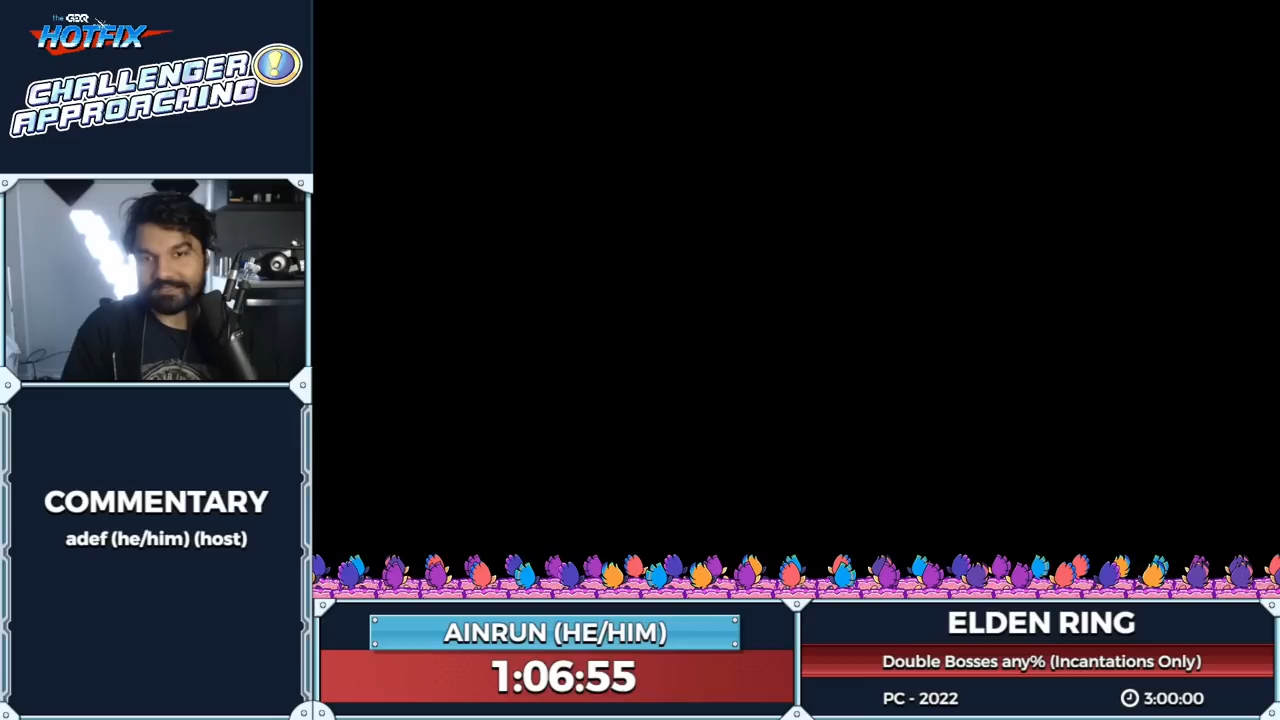 the GDQ
HOTFIX
CHALLENGER
APPROACHING
COMMENTARY
adef (he/him) (host)
AINRUN (HE/HIM)
1:06:55
ELDEN RING
Double Bosses any% (Incantations Only)
PC - 2022
3:00:00